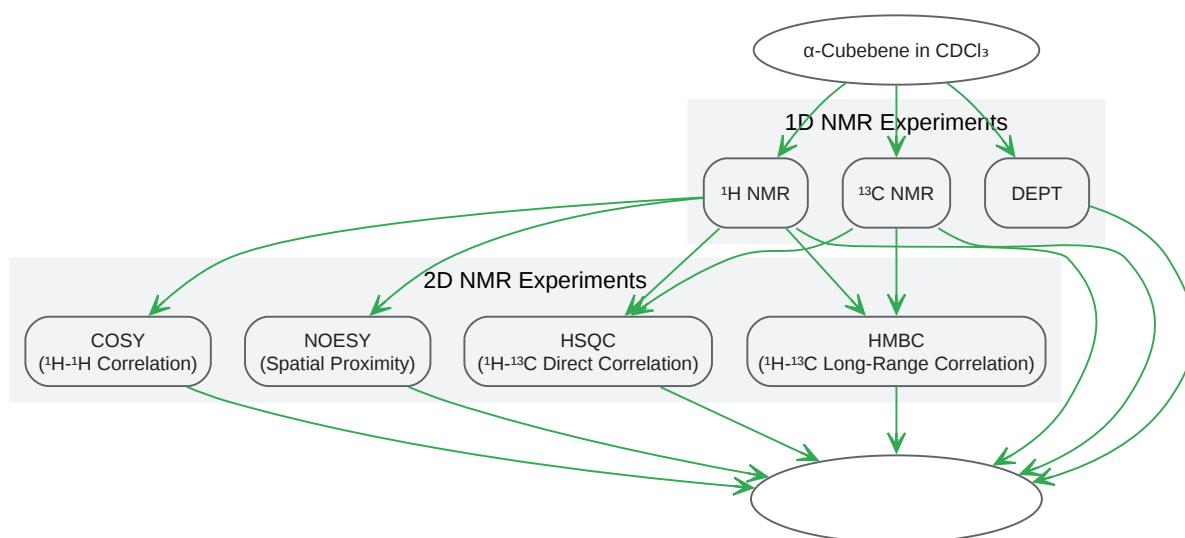 α-Cubebene in CDCl₃
1D NMR Experiments
¹H NMR
¹³C NMR
DEPT
2D NMR Experiments
COSY
(¹H-¹H Correlation)
NOESY
(Spatial Proximity)
HSQC
(¹H-¹³C Direct Correlation)
HMBC
(¹H-¹³C Long-Range Correlation)